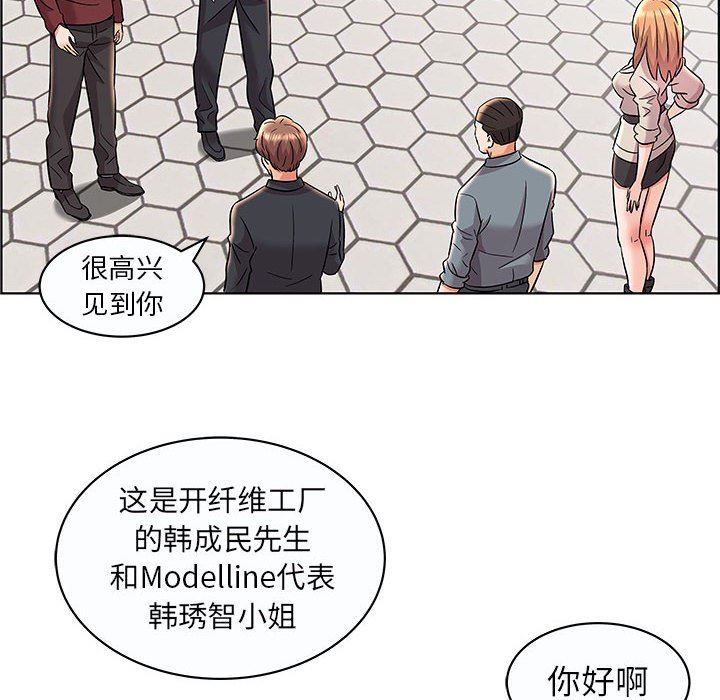 很高兴
见到你
这是开纤维工厂
的韩成民先生
和Modelline代表
韩琇智小姐
你好啊